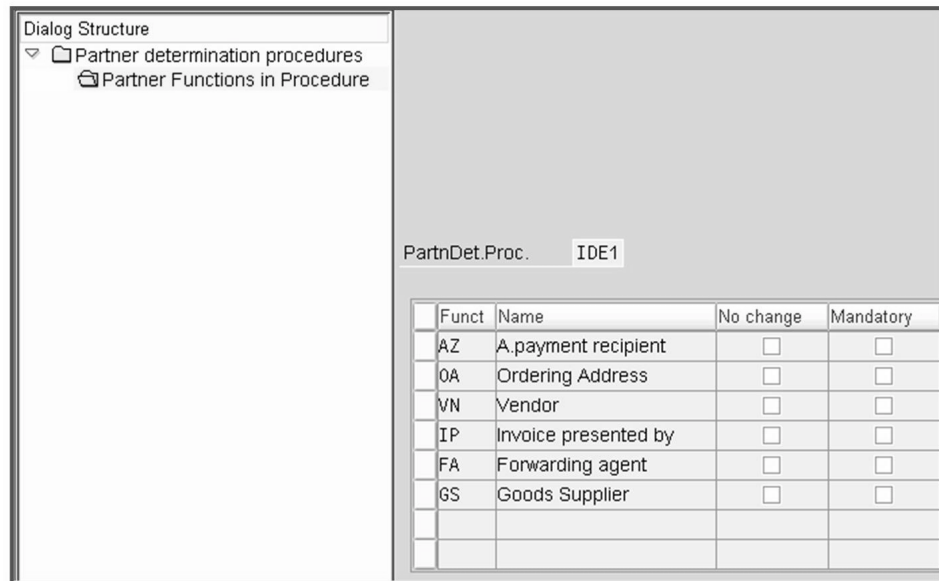 Dialog Structure
Partner determination procedures
Partner Functions in Procedure
PartnDet.Proc. IDE1
Funct Name No change Mandatory
AZ A.payment recipient
OA Ordering Address
VN Vendor
IP Invoice presented by
FA Forwarding agent
GS Goods Supplier